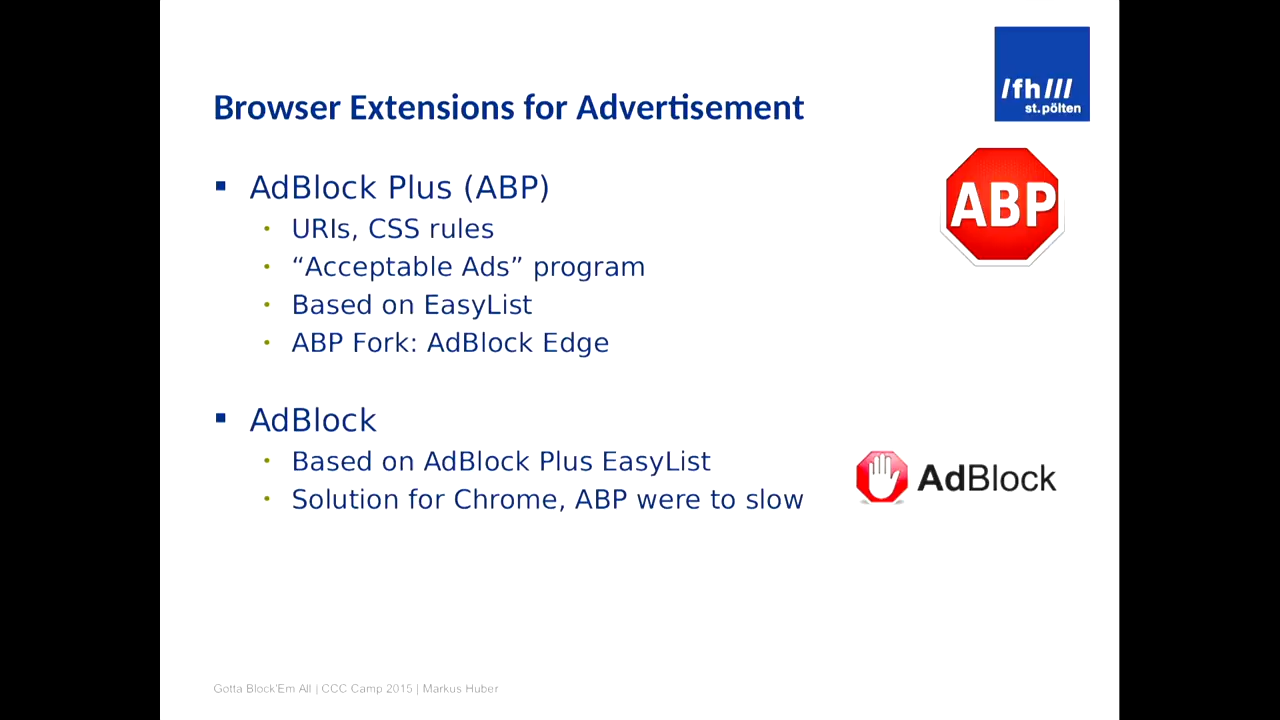 /fh///
st.pölten
Browser Extensions for Advertisement
AdBlock Plus (ABP)
URIs, CSS rules
“Acceptable Ads” program
Based on EasyList
ABP Fork: AdBlock Edge
ABP
AdBlock
Based on AdBlock Plus EasyList
Solution for Chrome, ABP were to slow
AdBlock
Gotta Block'Em All | CCC Camp 2015 | Markus Huber